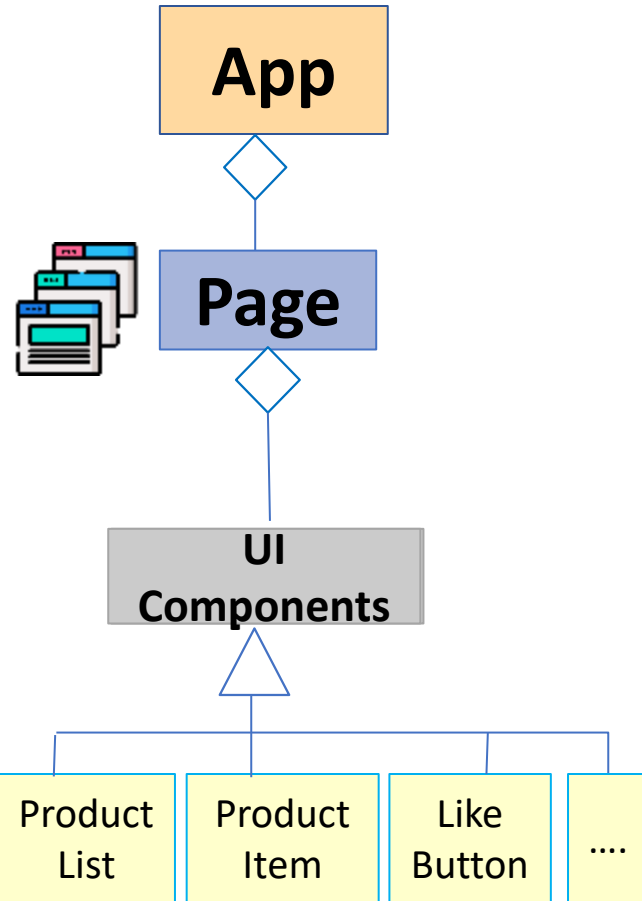 App
Page
UI
Components
Product
List
Product
Item
Like
Button
....